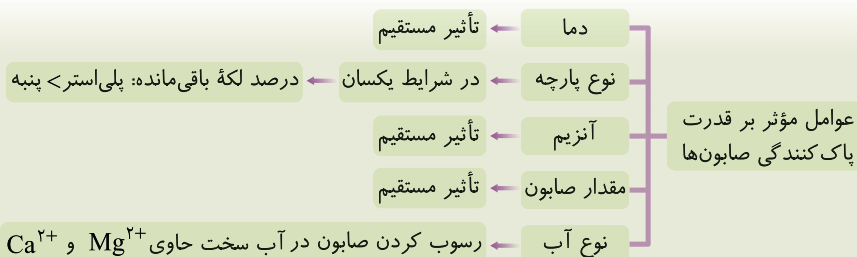 عوامل مؤثر بر قدرت
پاک‌کنندگی صابون‌ها
دما
تأثیر مستقیم
نوع پارچه
در شرایط یکسان
درصد لکهٔ باقی‌مانده: پلی‌استر > پنبه
آنزیم
تأثیر مستقیم
مقدار صابون
تأثیر مستقیم
نوع آب
رسوب کردن صابون در آب سخت حاوی Mg²⁺ و Ca²⁺